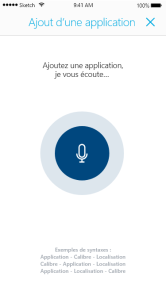 Sketch 9:41 AM 100%
Ajout d'une application
Ajoutez une application,
je vous écoute...
Exemples de syntaxes :
Application - Calibre - Localisation
Calibre - Application - Localisation
Application - Localisation - Calibre